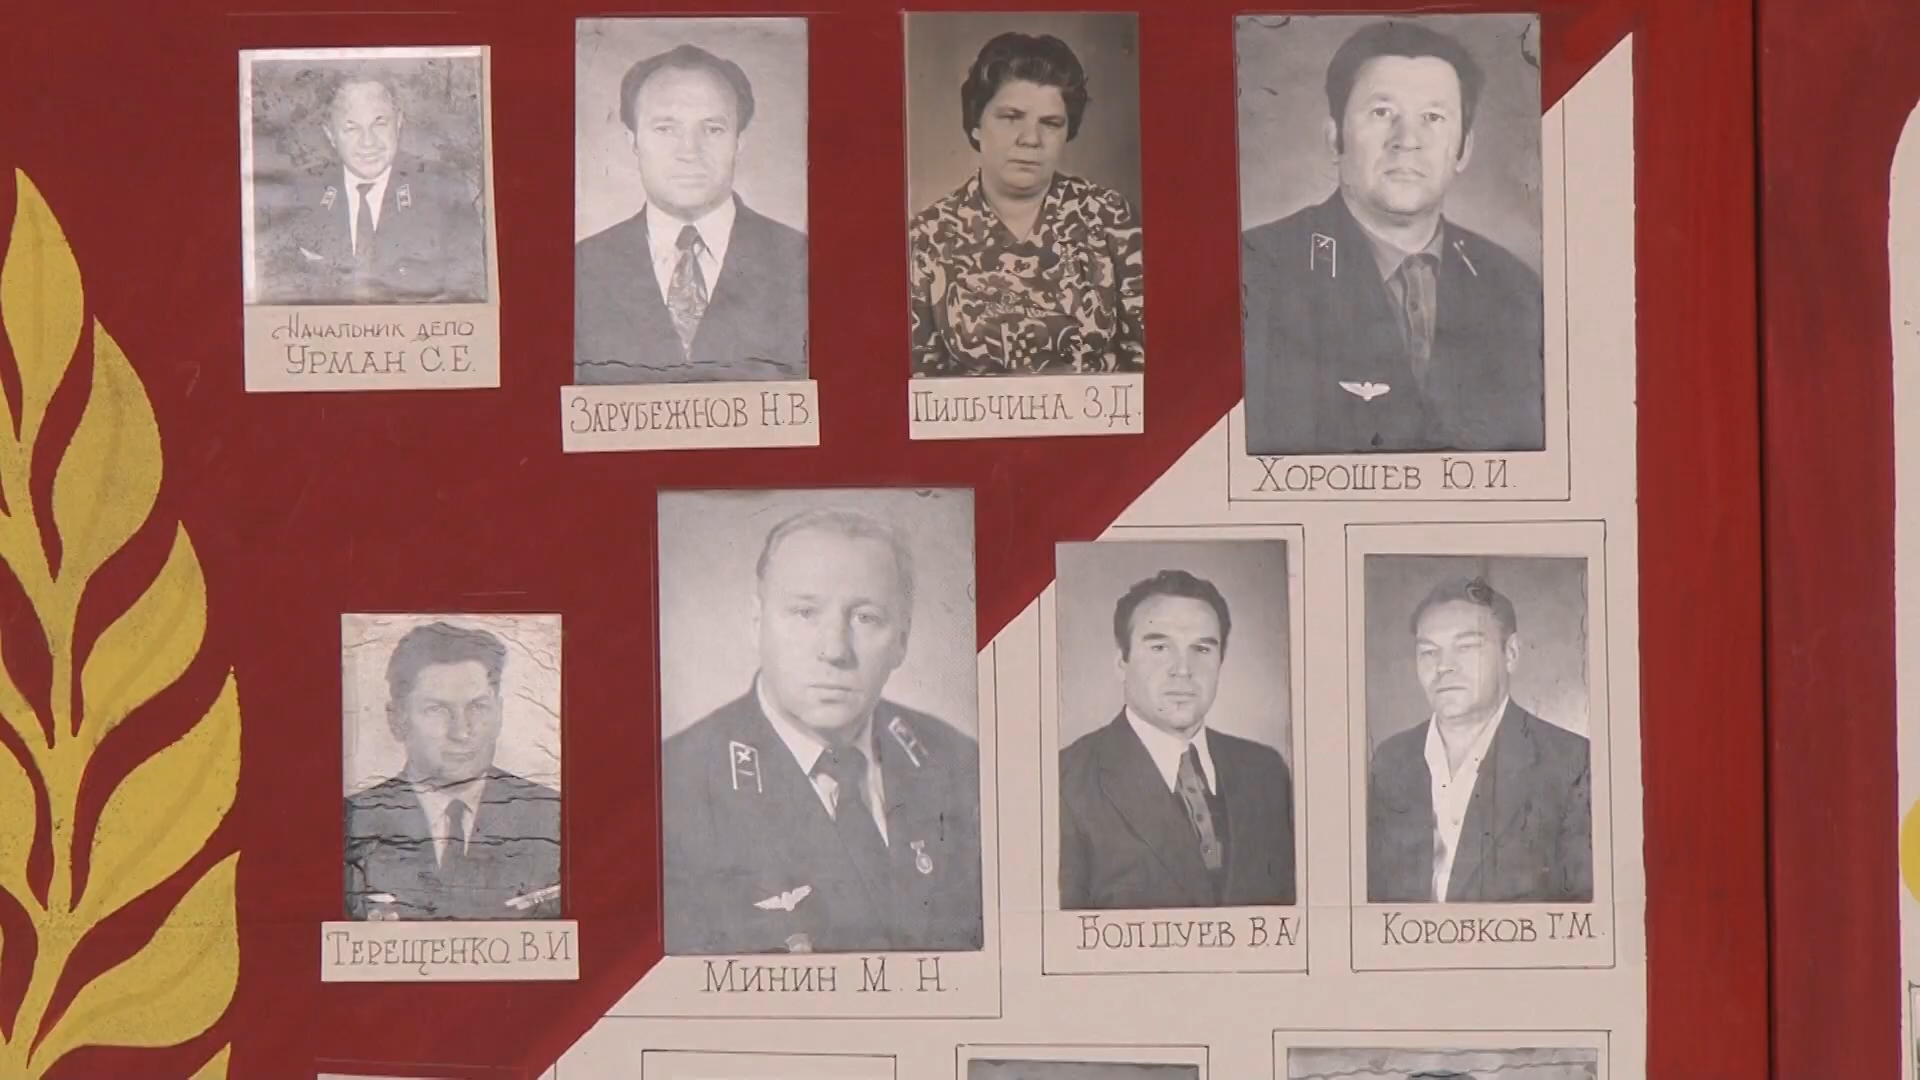 Начальник депо
Урман С.Е.
Зарубежнов Н.В.
Пильчина З.Д.
Хорошев Ю.И.
Терещенко В.И
Минин М.Н.
Болдуев В.А
Коробков Г.М.